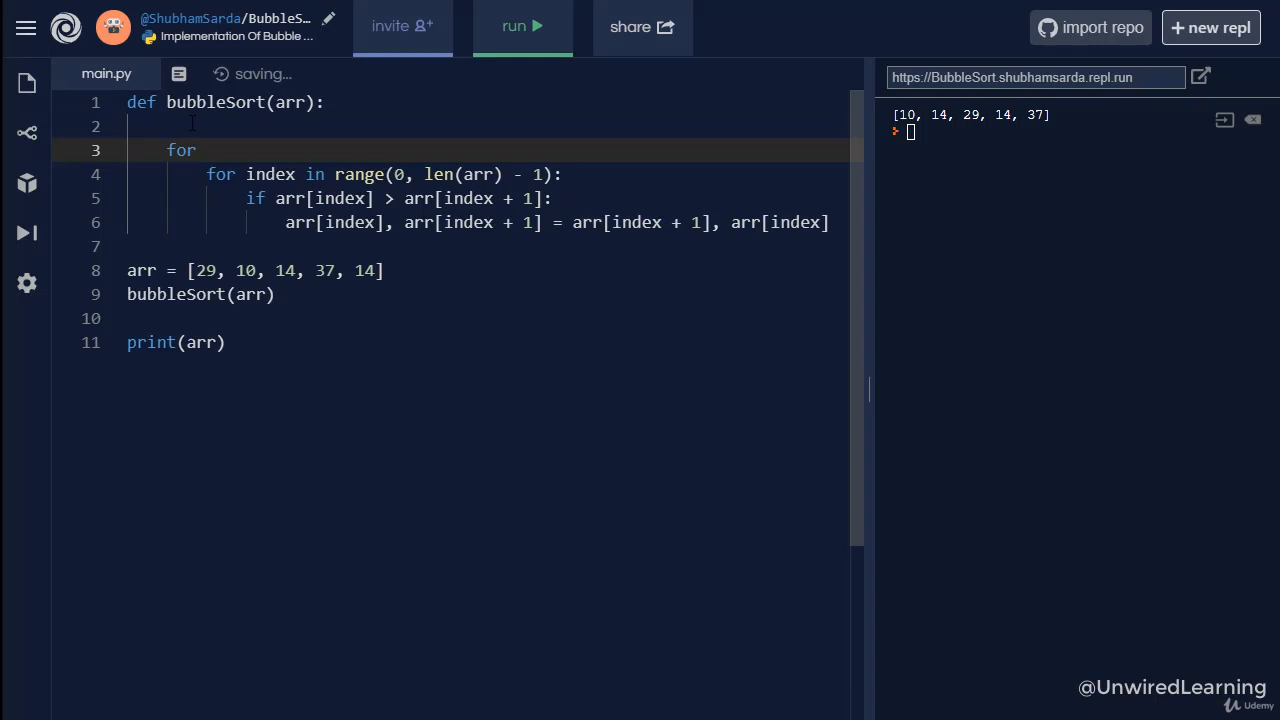 @ShubhamSarda/BubbleS...
Implementation Of Bubble ...
invite
run
share
import repo
+ new repl
main.py
saving...
https://BubbleSort.shubhamsarda.repl.run
1 def bubbleSort(arr):
2
3 for
4 for index in range(0, len(arr) - 1):
5 if arr[index] > arr[index + 1]:
6 arr[index], arr[index + 1] = arr[index + 1], arr[index]
7
8 arr = [29, 10, 14, 37, 14]
9 bubbleSort(arr)
10
11 print(arr)
[10, 14, 29, 14, 37]
@UnwiredLearning
Udemy